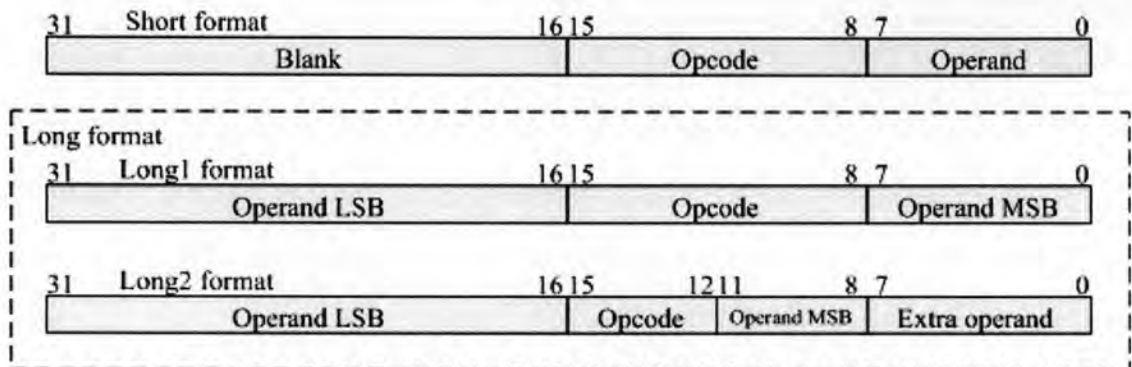 Short format
31 16 15 8 7 0
Blank Opcode Operand
Long format
Long1 format
31 16 15 8 7 0
Operand LSB Opcode Operand MSB
Long2 format
31 16 15 12 11 8 7 0
Operand LSB Opcode Operand MSB Extra operand